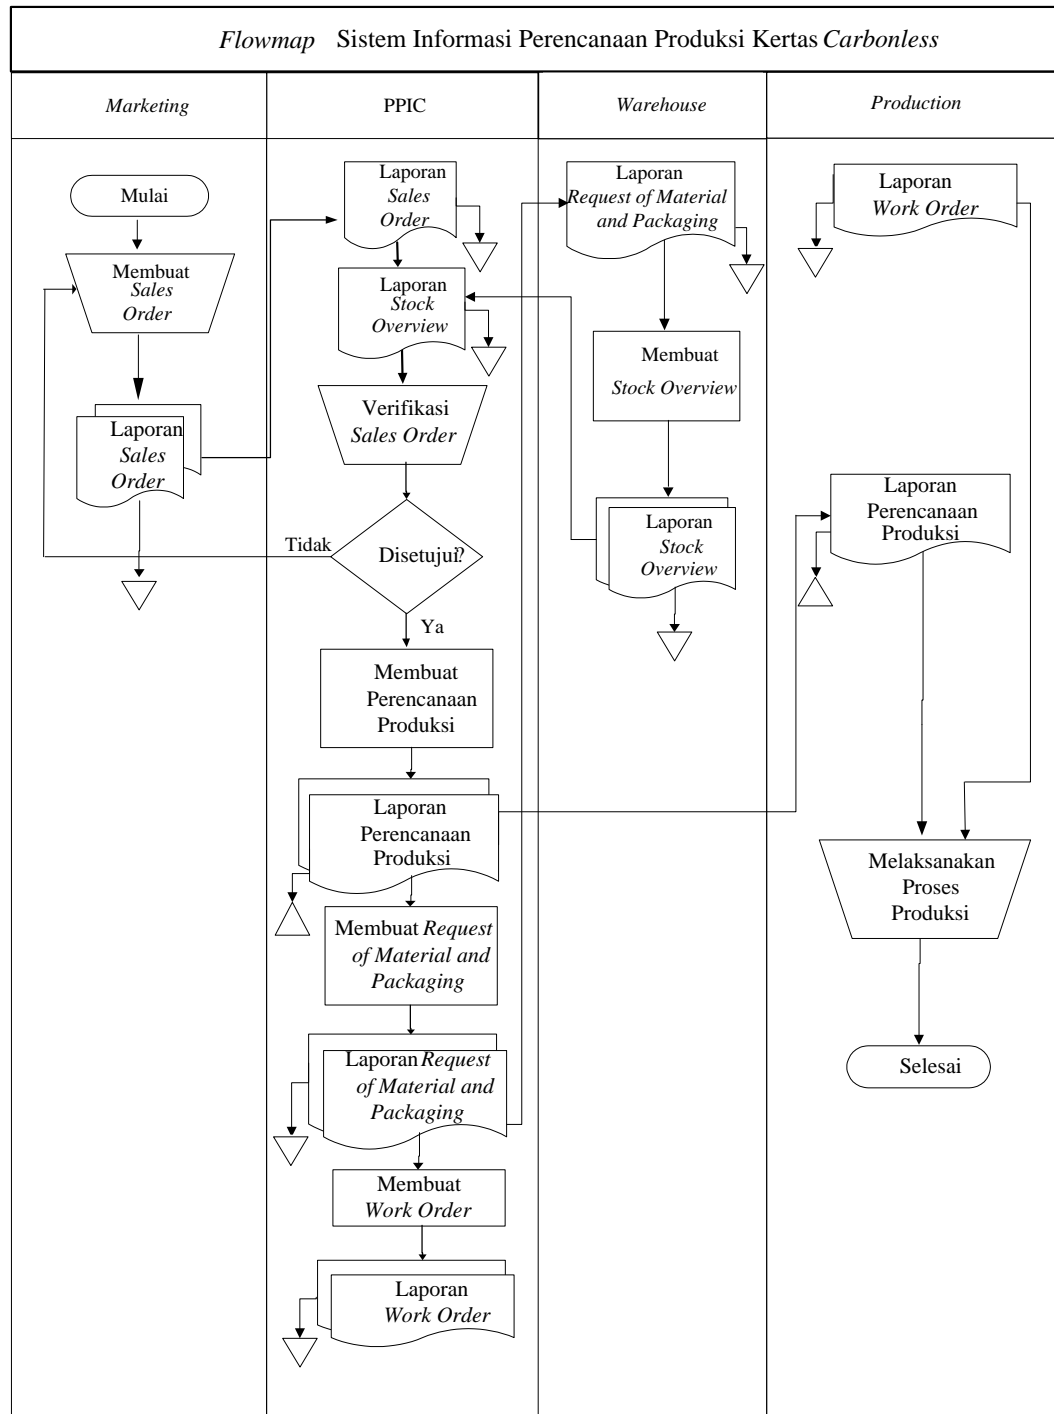 Flowmap Sistem Informasi Perencanaan Produksi Kertas Carbonless
Marketing
PPIC
Warehouse
Production
Mulai
Membuat
Sales
Order
Laporan
Sales
Order
Laporan
Sales
Order
Laporan
Stock
Overview
Verifikasi
Sales Order
Disetujui?
Tidak
Ya
Membuat
Perencanaan
Produksi
Laporan
Perencanaan
Produksi
Membuat Request
of Material and
Packaging
Laporan Request
of Material and
Packaging
Membuat
Work Order
Laporan
Work Order
Laporan
Request of Material
and Packaging
Membuat
Stock Overview
Laporan
Stock
Overview
Laporan
Work Order
Laporan
Perencanaan
Produksi
Melaksanakan
Proses
Produksi
Selesai